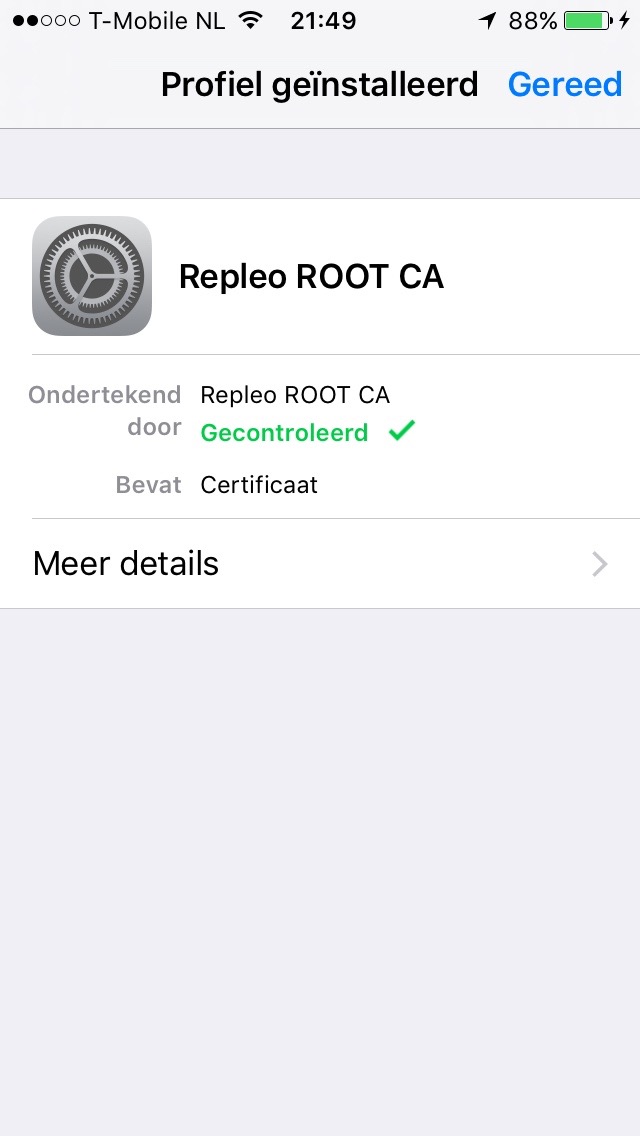 T-Mobile NL 21:49 88%
Profiel geïnstalleerd Gereed
Repleo ROOT CA
Ondertekend door Repleo ROOT CA
Gecontroleerd
Bevat Certificaat
Meer details